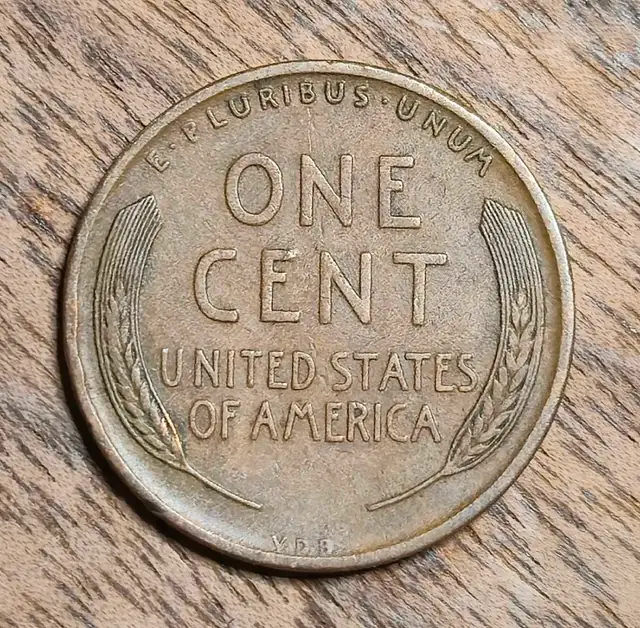 E·PLURIBUS·UNUM
ONE
CENT
UNITED STATES
OF AMERICA
V.D.B.